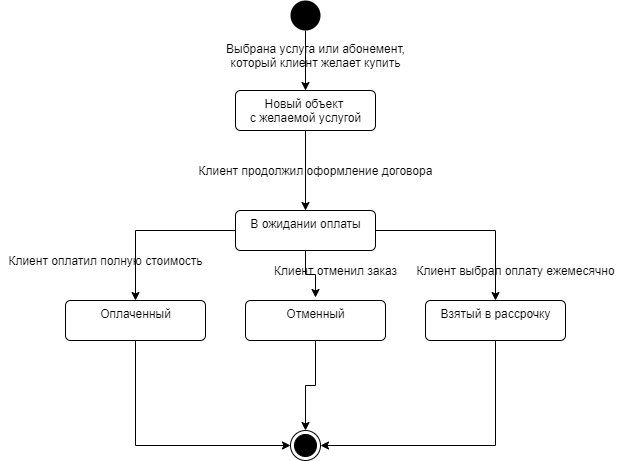 Выбрана услуга или абонемент,
который клиент желает купить
Новый объект
с желаемой услугой
Клиент продолжил оформление договора
В ожидании оплаты
Клиент оплатил полную стоимость
Клиент отменил заказ
Клиент выбрал оплату ежемесячно
Оплаченный
Отменный
Взятый в рассрочку